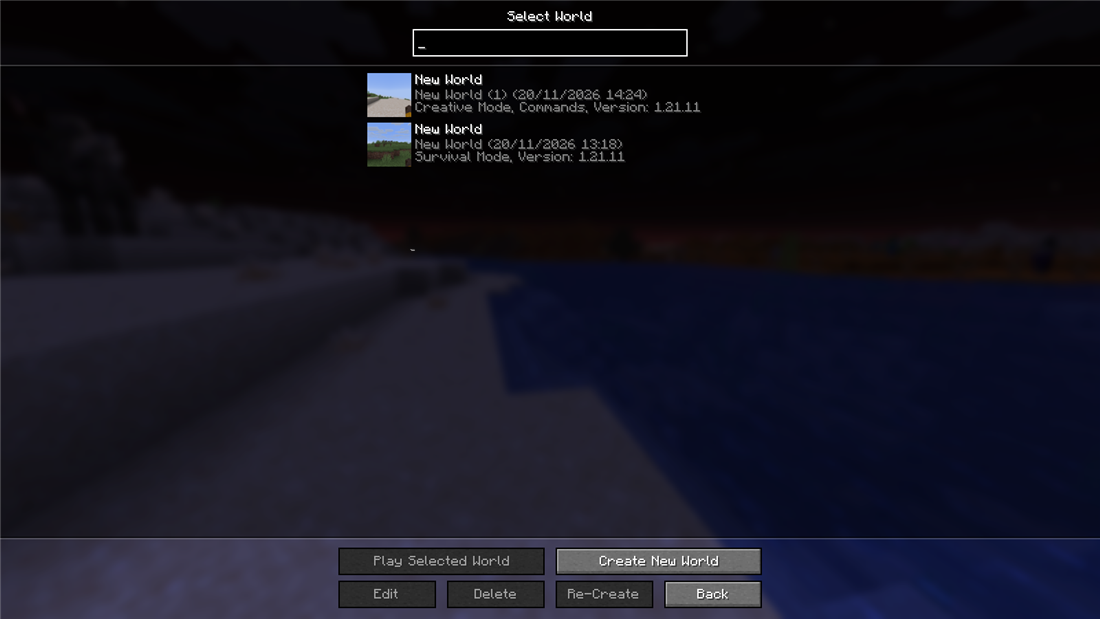 Select World
_
New World
New World (1) (20/11/2026 14:24)
Creative Mode, Commands, Version: 1.21.11
New World
New World (20/11/2026 13:18)
Survival Mode, Version: 1.21.11
Play Selected World
Create New World
Edit
Delete
Re-Create
Back